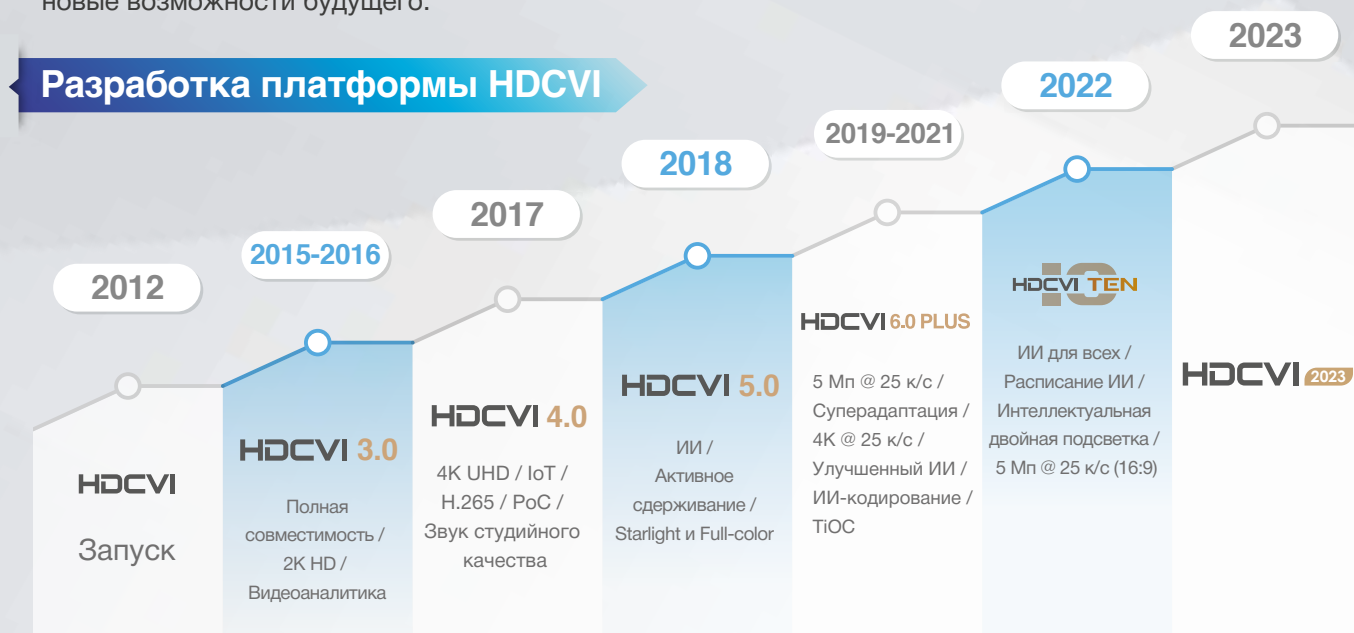 новые возможности будущего.
Разработка платформы HDCVI
2012
HDCVI
Запуск
2015-2016
HDCVI 3.0
Полная
совместимость /
2K HD /
Видеоаналитика
2017
HDCVI 4.0
4K UHD / IoT /
H.265 / PoC /
Звук студийного
качества
2018
HDCVI 5.0
ИИ /
Активное
сдерживание /
Starlight и Full-color
2019-2021
HDCVI 6.0 PLUS
5 Мп @ 25 к/с /
Суперадаптация /
4K @ 25 к/с /
Улучшенный ИИ /
ИИ-кодирование /
TiOC
2022
10
HDCVI TEN
ИИ для всех /
Расписание ИИ /
Интеллектуальная
двойная подсветка /
5 Мп @ 25 к/с (16:9)
2023
HDCVI 2023